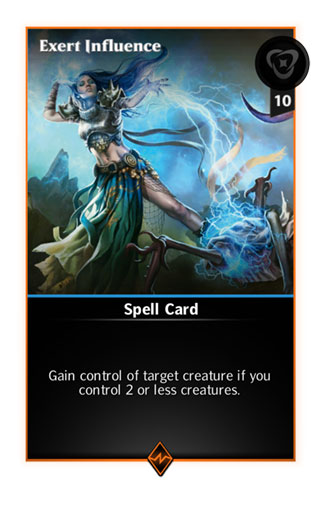 Exert Influence
10
Spell Card
Gain control of target creature if you
control 2 or less creatures.